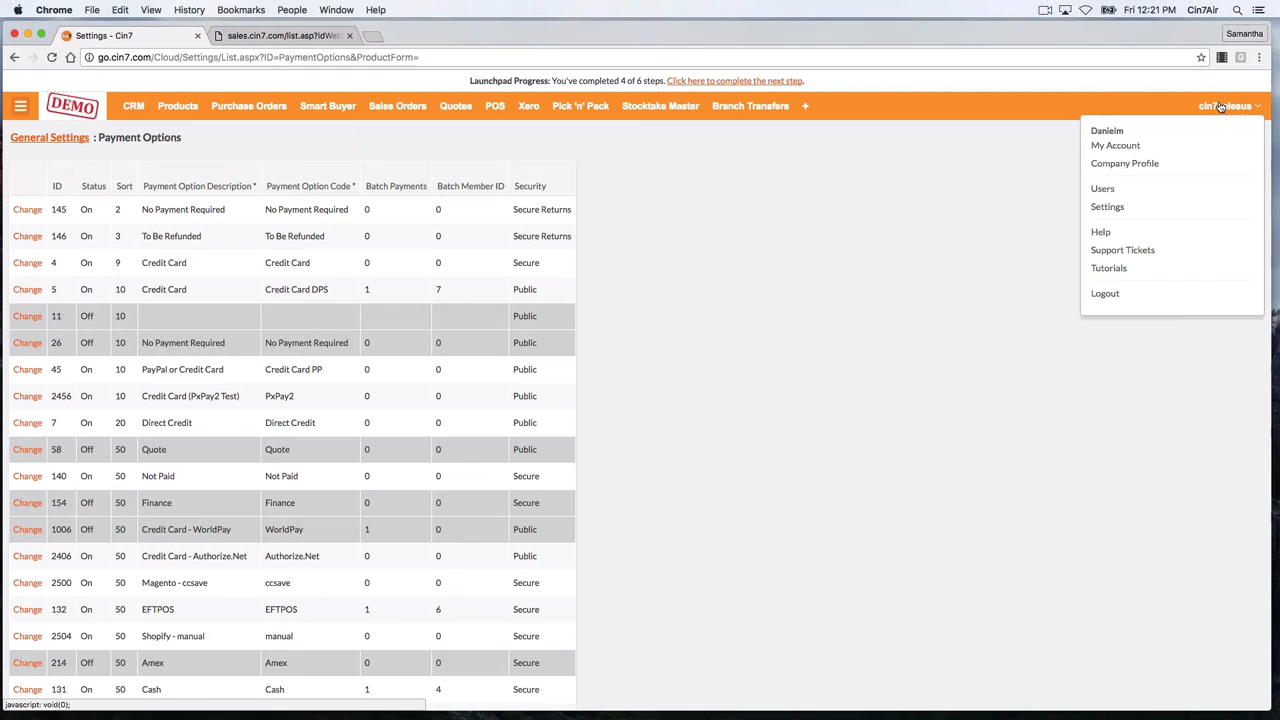 Chrome File Edit View History Bookmarks People Window Help Fri 12:21 PM Cin7Air
Settings - Cin7 sales.cin7.com/list.asp?idWeb Samantha
go.cin7.com/Cloud/Settings/List.aspx?ID=PaymentOptions&ProductForm=
Launchpad Progress: You've completed 4 of 6 steps. Click here to complete the next step.
DEMO CRM Products Purchase Orders Smart Buyer Sales Orders Quotes POS Xero Pick 'n' Pack Stocktake Master Branch Transfers +
General Settings : Payment Options
Danielm
My Account
Company Profile
Users
Settings
Help
Support Tickets
Tutorials
Logout
ID Status Sort Payment Option Description * Payment Option Code * Batch Payments Batch Member ID Security
Change 145 On 2 No Payment Required No Payment Required 0 0 Secure Returns
Change 146 On 3 To Be Refunded To Be Refunded 0 0 Secure Returns
Change 4 On 9 Credit Card Credit Card 0 0 Secure
Change 5 On 10 Credit Card Credit Card DPS 1 7 Public
Change 11 Off 10 Public
Change 26 Off 10 No Payment Required No Payment Required 0 0 Public
Change 45 On 10 PayPal or Credit Card Credit Card PP 0 0 Public
Change 2456 On 10 Credit Card (PxPay2 Test) PxPay2 0 0 Public
Change 7 On 20 Direct Credit Direct Credit 0 0 Public
Change 58 Off 50 Quote Quote 0 0 Public
Change 140 On 50 Not Paid Not Paid 0 0 Secure
Change 154 Off 50 Finance Finance 0 0 Secure
Change 1006 Off 50 Credit Card - WorldPay WorldPay 1 0 Public
Change 2406 On 50 Credit Card - Authorize.Net Authorize.Net 0 0 Public
Change 2500 On 50 Magento - ccsave ccsave 0 0 Secure
Change 132 On 50 EFTPOS EFTPOS 1 6 Secure
Change 2504 On 50 Shopify - manual manual 0 0 Secure
Change 214 Off 50 Amex Amex 0 0 Secure
Change 131 On 50 Cash Cash 1 4 Secure
javascript: void(0);